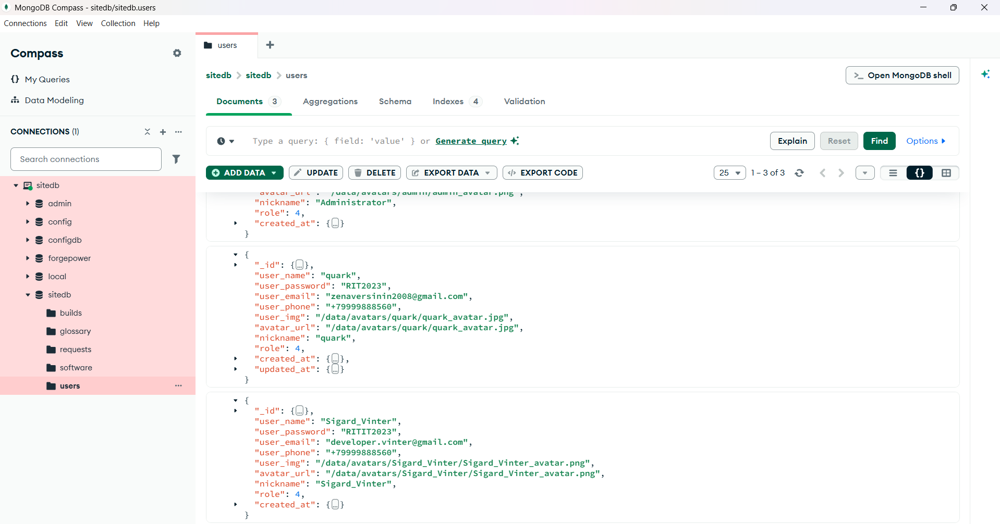 MongoDB Compass - sitedb/sitedb.users
Connections Edit View Collection Help
Compass
My Queries
Data Modeling
CONNECTIONS (1)
Search connections
sitedb
admin
config
configdb
forgepower
local
sitedb
builds
glossary
requests
software
users
users
sitedb > sitedb > users
>_ Open MongoDB shell
Documents 3 Aggregations Schema Indexes 4 Validation
Type a query: { field: 'value' } or Generate query
Explain Reset Find Options
ADD DATA UPDATE DELETE EXPORT DATA EXPORT CODE
25 1 – 3 of 3
"avatar_url": "/data/avatars/admin/admin_avatar.png",
"nickname": "Administrator",
"role": 4,
"created_at": {…}
}
{
"_id": {…},
"user_name": "quark",
"user_password": "RIT2023",
"user_email": "zenaversinin2008@gmail.com",
"user_phone": "+79999888560",
"user_img": "/data/avatars/quark/quark_avatar.jpg",
"avatar_url": "/data/avatars/quark/quark_avatar.jpg",
"nickname": "quark",
"role": 4,
"created_at": {…},
"updated_at": {…}
}
{
"_id": {…},
"user_name": "Sigard_Vinter",
"user_password": "RITIT2023",
"user_email": "developer.vinter@gmail.com",
"user_phone": "+79999888560",
"user_img": "/data/avatars/Sigard_Vinter/Sigard_Vinter_avatar.png",
"avatar_url": "/data/avatars/Sigard_Vinter/Sigard_Vinter_avatar.png",
"nickname": "Sigard_Vinter",
"role": 4,
"created_at": {…}
}